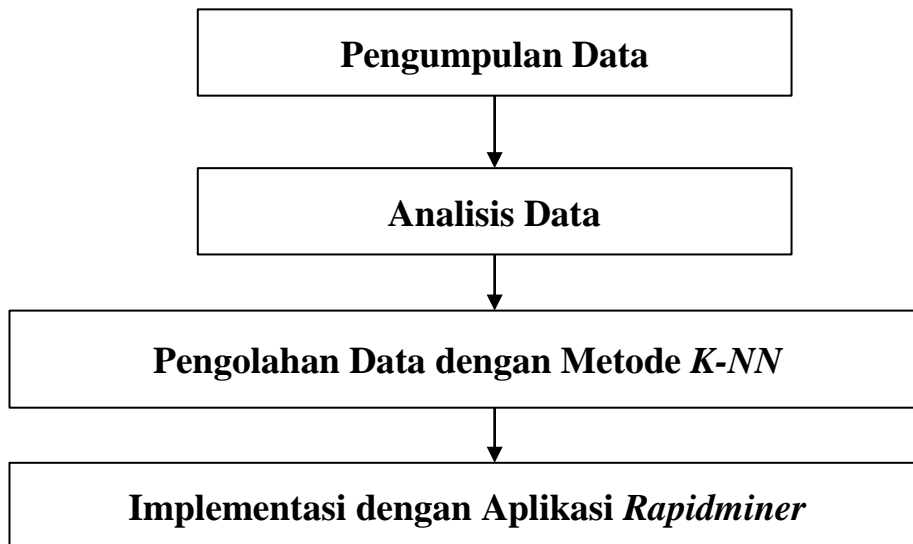 Pengumpulan Data
Analisis Data
Pengolahan Data dengan Metode K-NN
Implementasi dengan Aplikasi Rapidminer